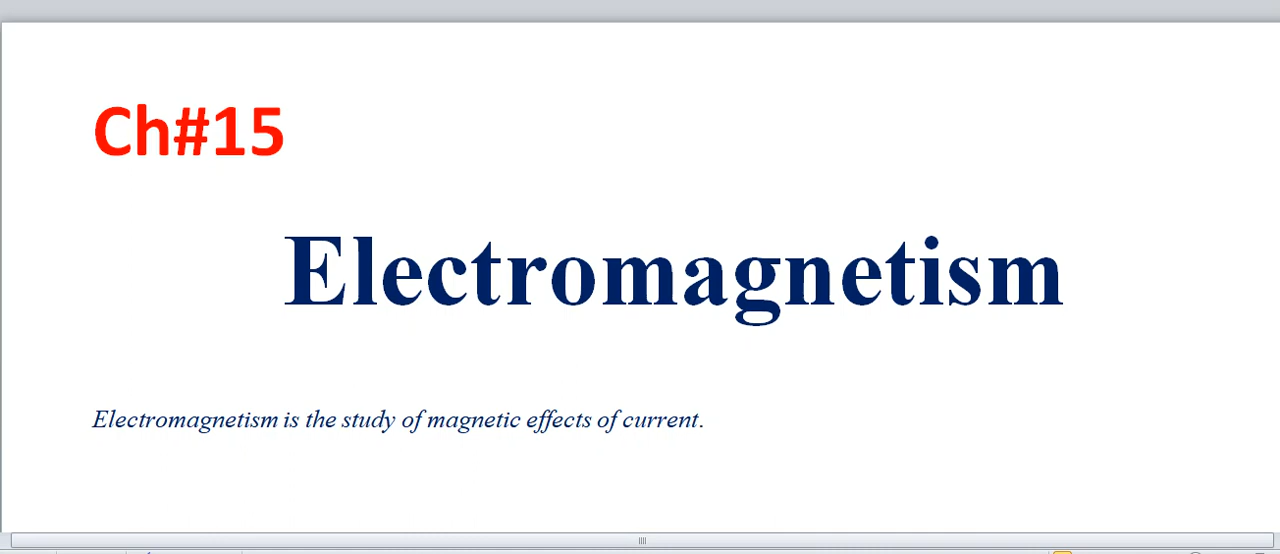 Ch#15
Electromagnetism
Electromagnetism is the study of magnetic effects of current.